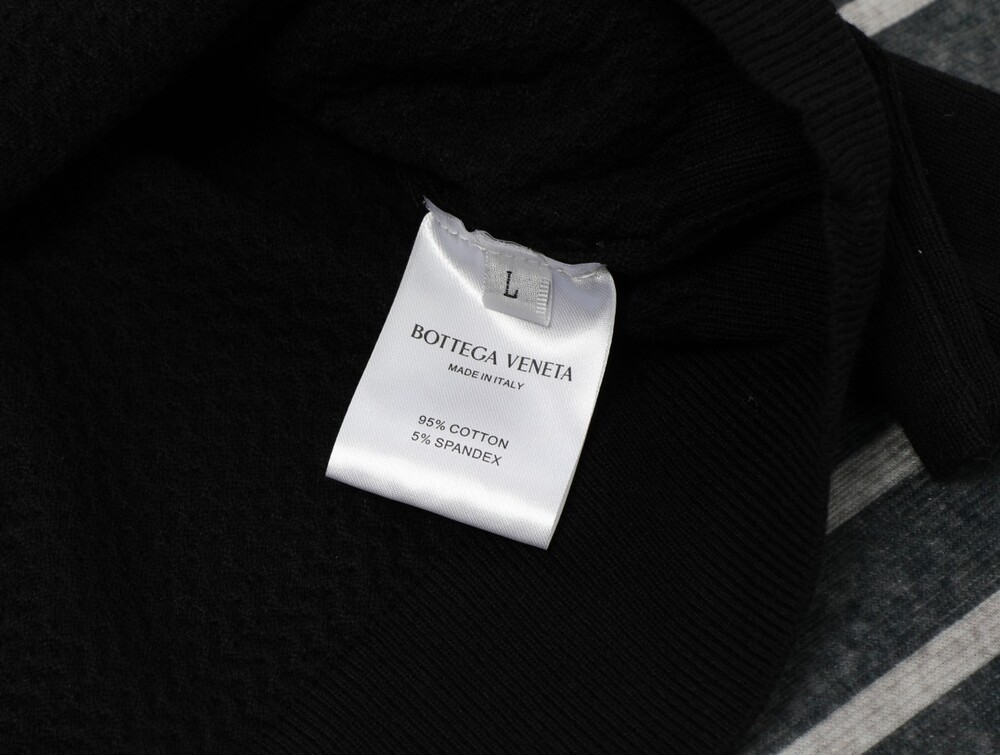 L
BOTTEGA VENETA
MADE IN ITALY
95% COTTON
5% SPANDEX